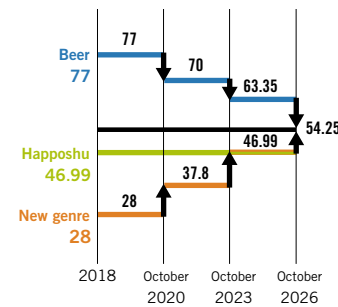 77
Beer
77
70
63.35
54.25
Happoshu
46.99
46.99
37.8
28
New genre
28
2018
October
2020
October
2023
October
2026